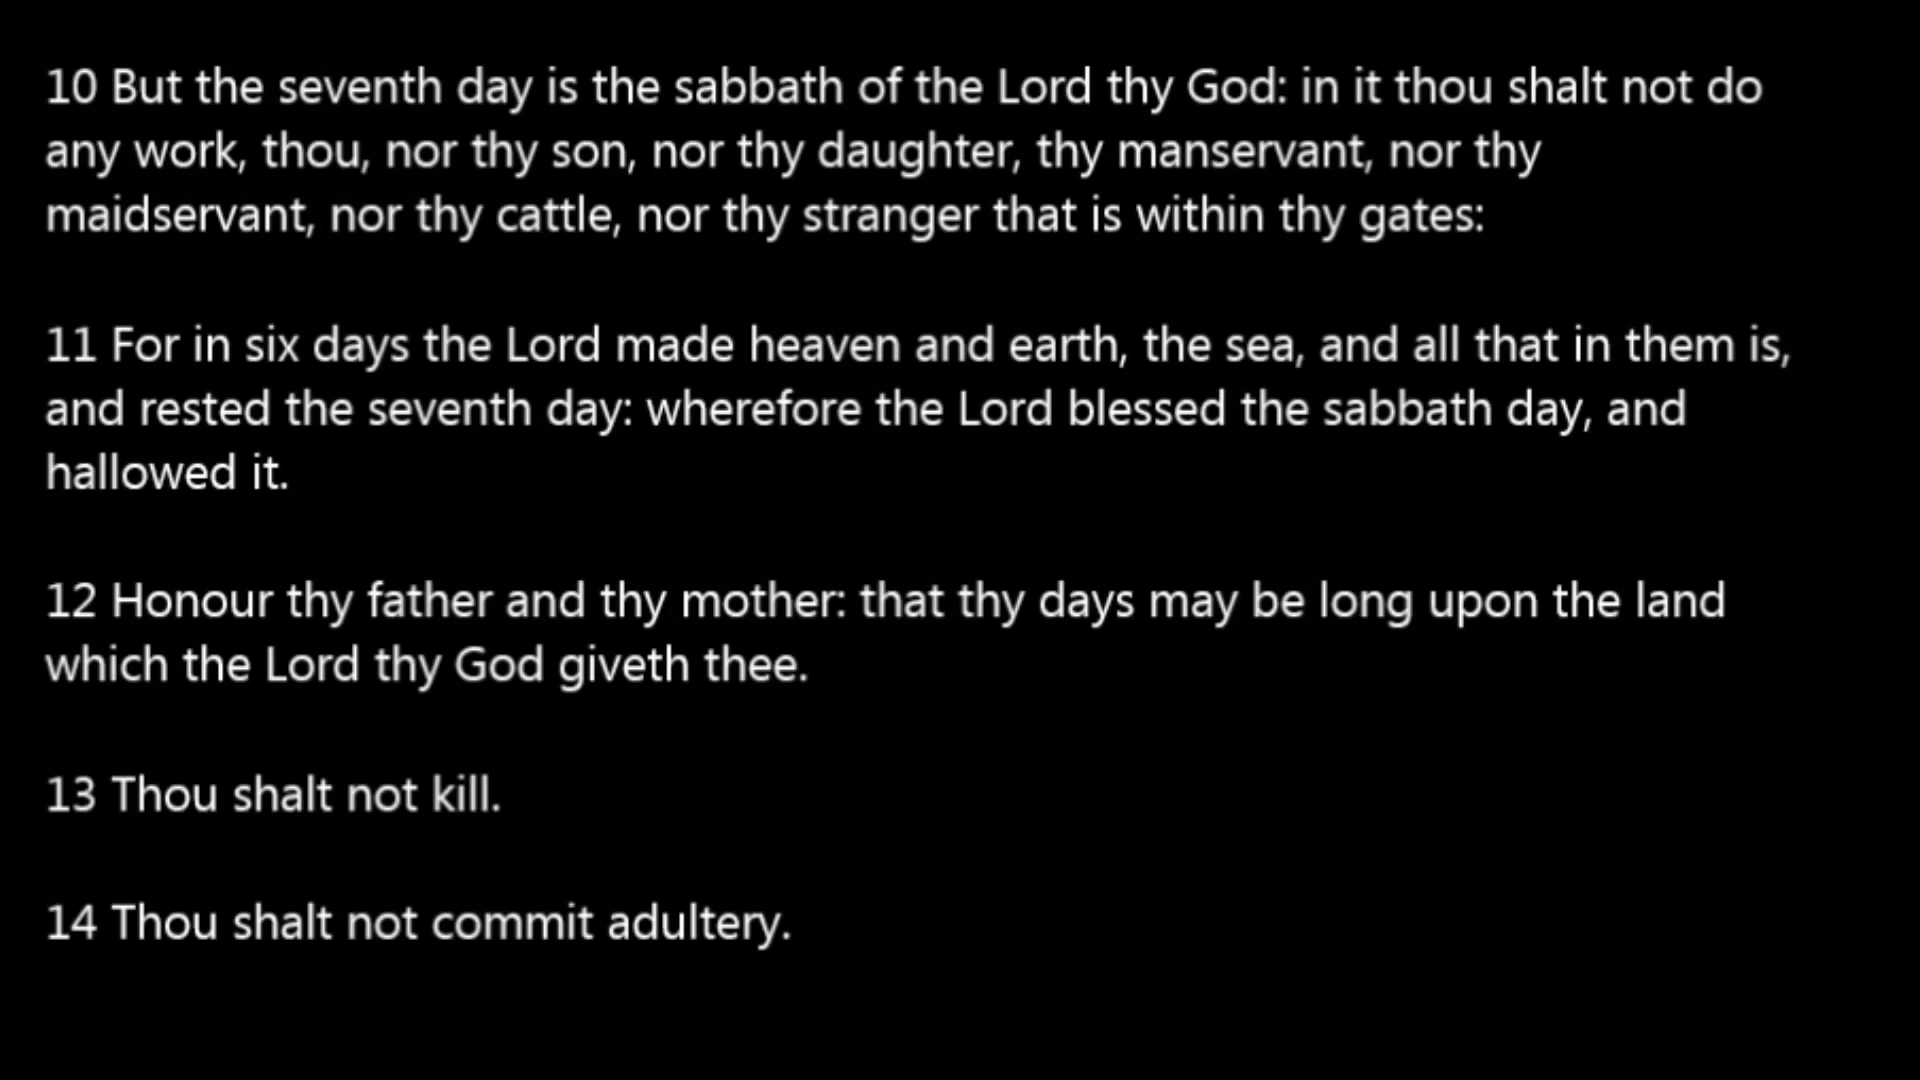 10 But the seventh day is the sabbath of the Lord thy God: in it thou shalt not do
any work, thou, nor thy son, nor thy daughter, thy manservant, nor thy
maidservant, nor thy cattle, nor thy stranger that is within thy gates:
11 For in six days the Lord made heaven and earth, the sea, and all that in them is,
and rested the seventh day: wherefore the Lord blessed the sabbath day, and
hallowed it.
12 Honour thy father and thy mother: that thy days may be long upon the land
which the Lord thy God giveth thee.
13 Thou shalt not kill.
14 Thou shalt not commit adultery.